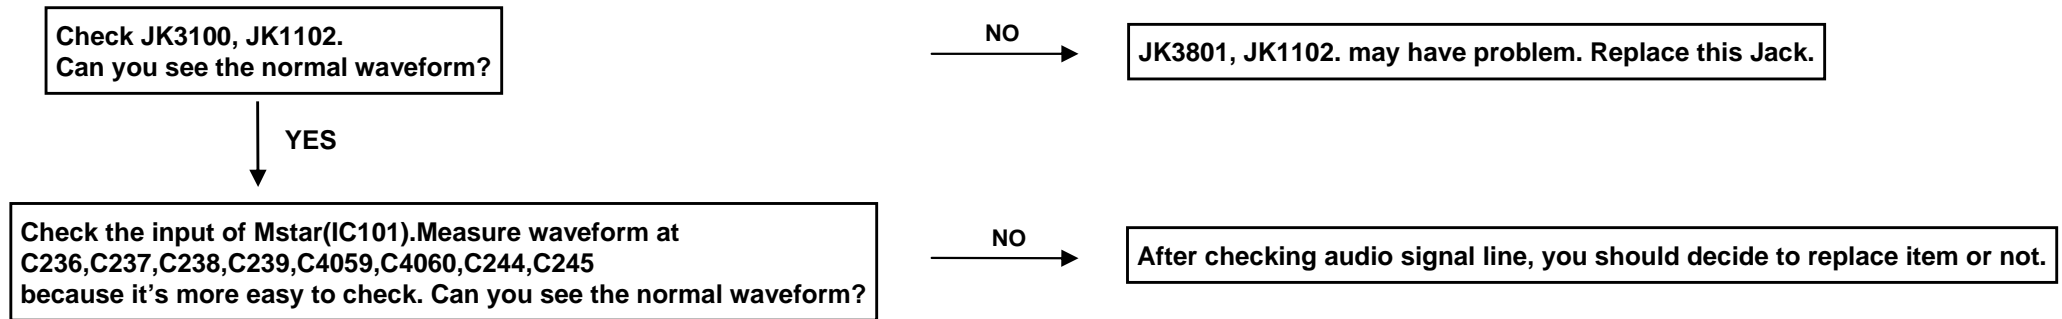 Check JK3100, JK1102.
Can you see the normal waveform?
NO
JK3801, JK1102. may have problem. Replace this Jack.
YES
Check the input of Mstar(IC101).Measure waveform at
C236,C237,C238,C239,C4059,C4060,C244,C245
because it’s more easy to check. Can you see the normal waveform?
NO
After checking audio signal line, you should decide to replace item or not.